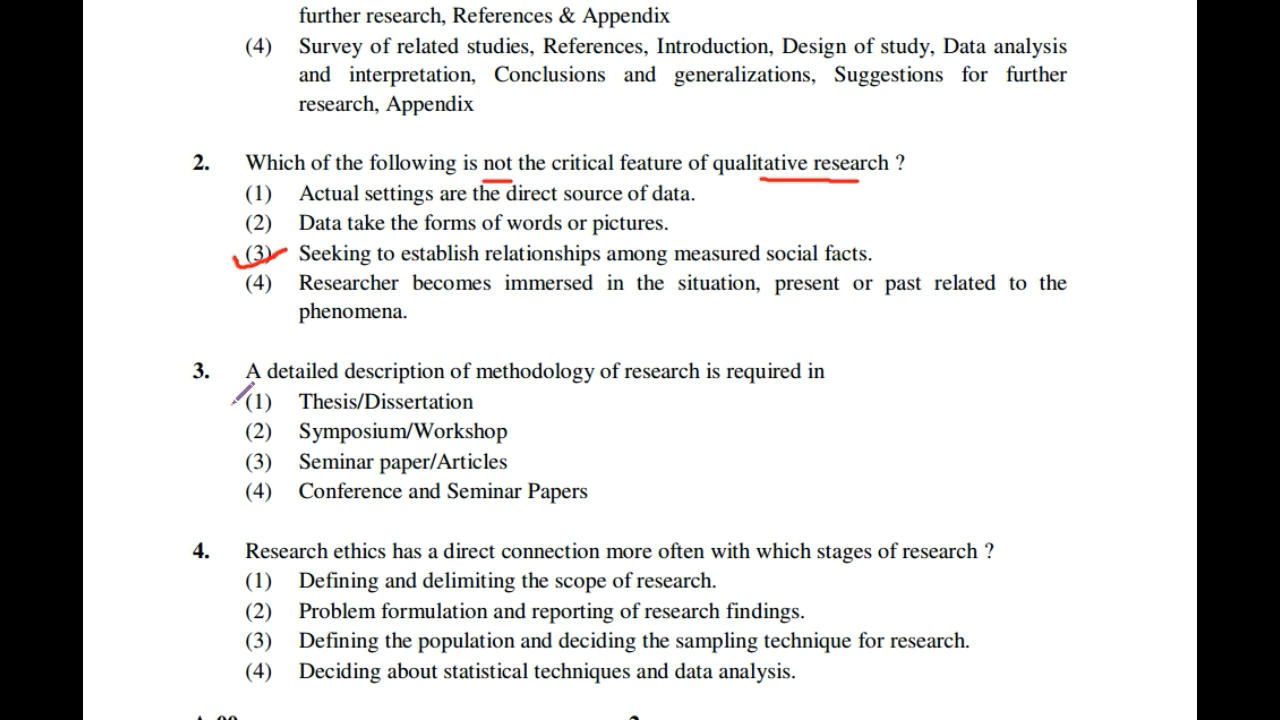 further research, References & Appendix
(4) Survey of related studies, References, Introduction, Design of study, Data analysis
and interpretation, Conclusions and generalizations, Suggestions for further
research, Appendix
2. Which of the following is not the critical feature of qualitative research ?
(1) Actual settings are the direct source of data.
(2) Data take the forms of words or pictures.
(3) Seeking to establish relationships among measured social facts.
(4) Researcher becomes immersed in the situation, present or past related to the
phenomena.
3. A detailed description of methodology of research is required in
(1) Thesis/Dissertation
(2) Symposium/Workshop
(3) Seminar paper/Articles
(4) Conference and Seminar Papers
4. Research ethics has a direct connection more often with which stages of research ?
(1) Defining and delimiting the scope of research.
(2) Problem formulation and reporting of research findings.
(3) Defining the population and deciding the sampling technique for research.
(4) Deciding about statistical techniques and data analysis.